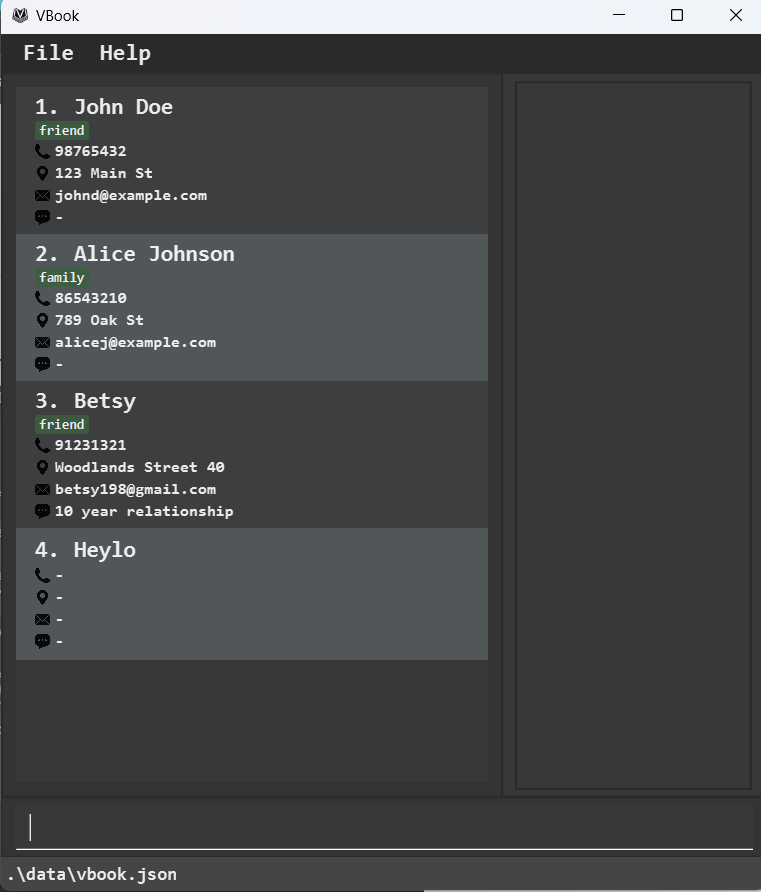 VBook
File Help
1. John Doe
friend
98765432
123 Main St
johnd@example.com
-
2. Alice Johnson
family
86543210
789 Oak St
alicej@example.com
-
3. Betsy
friend
91231321
Woodlands Street 40
betsy198@gmail.com
10 year relationship
4. Heylo
-
-
-
-
.\data\vbook.json